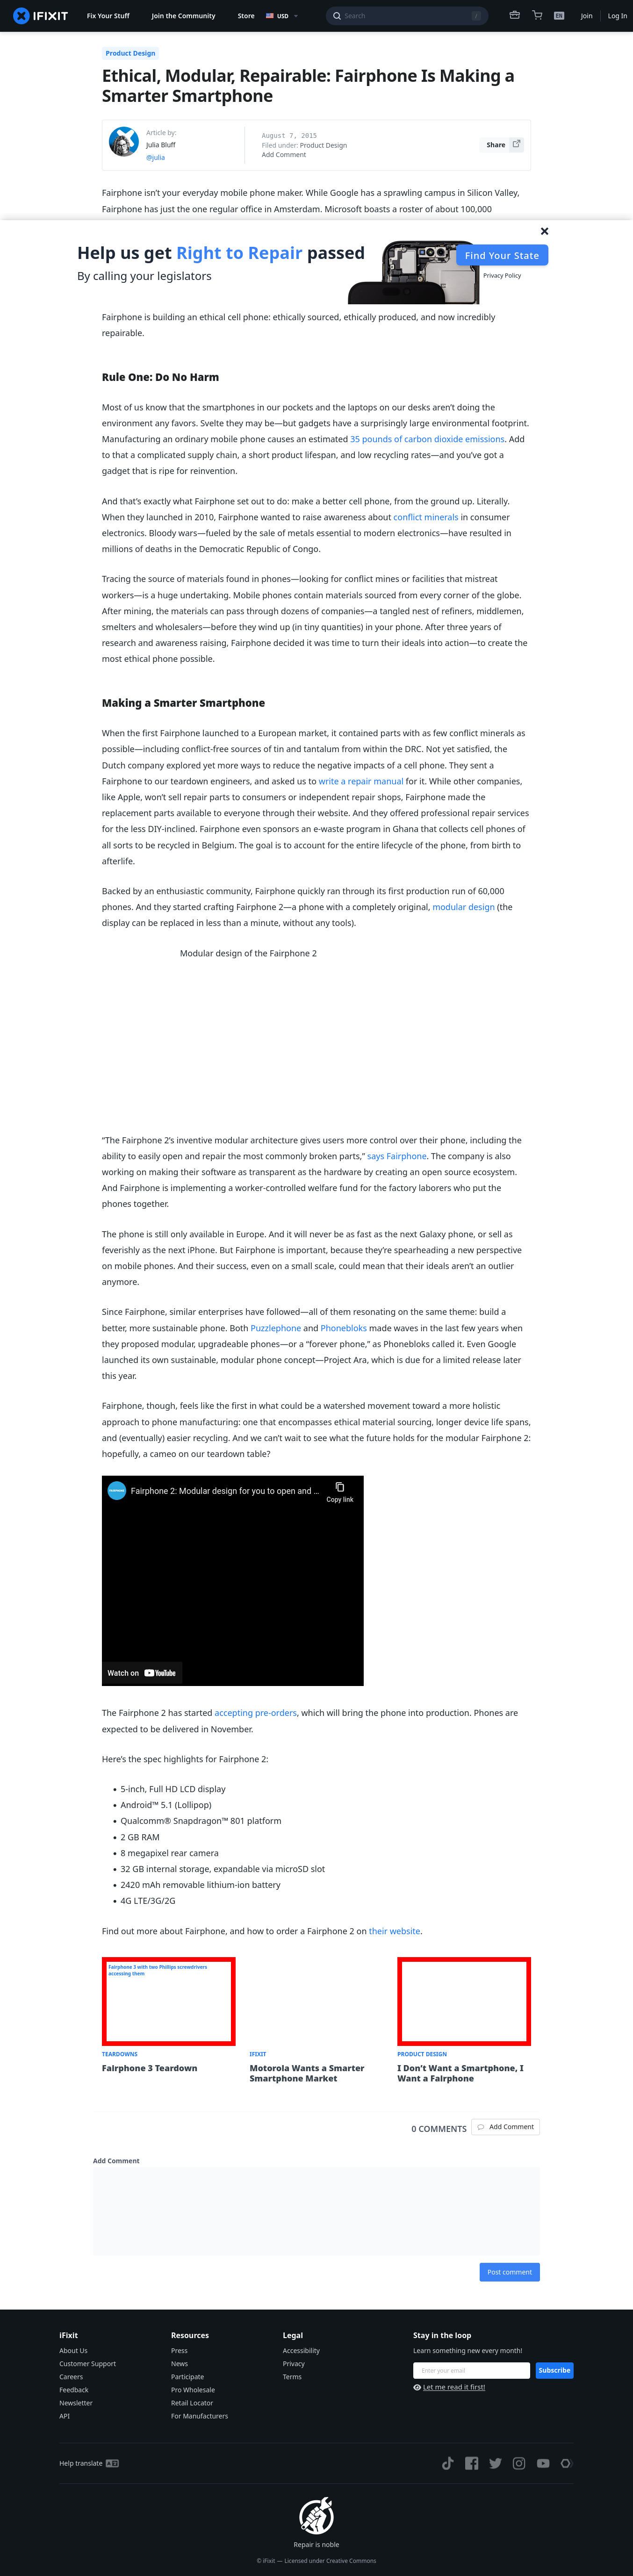 IFIXIT
Fix Your Stuff
Join the Community
Store
USD
Search
/
EN
Join
Log In
Product Design
Ethical, Modular, Repairable: Fairphone Is Making a
Smarter Smartphone
Article by:
Julia Bluff
@julia
August 7, 2015
Filed under: Product Design
Add Comment
Share
Fairphone isn’t your everyday mobile phone maker. While Google has a sprawling campus in Silicon Valley,
Fairphone has just the one regular office in Amsterdam. Microsoft boasts a roster of about 100,000
Help us get Right to Repair passed
By calling your legislators
Find Your State
Privacy Policy
Fairphone is building an ethical cell phone: ethically sourced, ethically produced, and now incredibly
repairable.
Rule One: Do No Harm
Most of us know that the smartphones in our pockets and the laptops on our desks aren’t doing the
environment any favors. Svelte they may be—but gadgets have a surprisingly large environmental footprint.
Manufacturing an ordinary mobile phone causes an estimated 35 pounds of carbon dioxide emissions. Add
to that a complicated supply chain, a short product lifespan, and low recycling rates—and you’ve got a
gadget that is ripe for reinvention.
And that’s exactly what Fairphone set out to do: make a better cell phone, from the ground up. Literally.
When they launched in 2010, Fairphone wanted to raise awareness about conflict minerals in consumer
electronics. Bloody wars—fueled by the sale of metals essential to modern electronics—have resulted in
millions of deaths in the Democratic Republic of Congo.
Tracing the source of materials found in phones—looking for conflict mines or facilities that mistreat
workers—is a huge undertaking. Mobile phones contain materials sourced from every corner of the globe.
After mining, the materials can pass through dozens of companies—a tangled nest of refiners, middlemen,
smelters and wholesalers—before they wind up (in tiny quantities) in your phone. After three years of
research and awareness raising, Fairphone decided it was time to turn their ideals into action—to create the
most ethical phone possible.
Making a Smarter Smartphone
When the first Fairphone launched to a European market, it contained parts with as few conflict minerals as
possible—including conflict-free sources of tin and tantalum from within the DRC. Not yet satisfied, the
Dutch company explored yet more ways to reduce the negative impacts of a cell phone. They sent a
Fairphone to our teardown engineers, and asked us to write a repair manual for it. While other companies,
like Apple, won’t sell repair parts to consumers or independent repair shops, Fairphone made the
replacement parts available to everyone through their website. And they offered professional repair services
for the less DIY-inclined. Fairphone even sponsors an e-waste program in Ghana that collects cell phones of
all sorts to be recycled in Belgium. The goal is to account for the entire lifecycle of the phone, from birth to
afterlife.
Backed by an enthusiastic community, Fairphone quickly ran through its first production run of 60,000
phones. And they started crafting Fairphone 2—a phone with a completely original, modular design (the
display can be replaced in less than a minute, without any tools).
Modular design of the Fairphone 2
“The Fairphone 2’s inventive modular architecture gives users more control over their phone, including the
ability to easily open and repair the most commonly broken parts,” says Fairphone. The company is also
working on making their software as transparent as the hardware by creating an open source ecosystem.
And Fairphone is implementing a worker-controlled welfare fund for the factory laborers who put the
phones together.
The phone is still only available in Europe. And it will never be as fast as the next Galaxy phone, or sell as
feverishly as the next iPhone. But Fairphone is important, because they’re spearheading a new perspective
on mobile phones. And their success, even on a small scale, could mean that their ideals aren’t an outlier
anymore.
Since Fairphone, similar enterprises have followed—all of them resonating on the same theme: build a
better, more sustainable phone. Both Puzzlephone and Phonebloks made waves in the last few years when
they proposed modular, upgradeable phones—or a “forever phone,” as Phonebloks called it. Even Google
launched its own sustainable, modular phone concept—Project Ara, which is due for a limited release later
this year.
Fairphone, though, feels like the first in what could be a watershed movement toward a more holistic
approach to phone manufacturing: one that encompasses ethical material sourcing, longer device life spans,
and (eventually) easier recycling. And we can’t wait to see what the future holds for the modular Fairphone 2:
hopefully, a cameo on our teardown table?
Fairphone 2: Modular design for you to open and ...
Copy link
Watch on YouTube
The Fairphone 2 has started accepting pre-orders, which will bring the phone into production. Phones are
expected to be delivered in November.
Here’s the spec highlights for Fairphone 2:
• 5-inch, Full HD LCD display
• Android™ 5.1 (Lollipop)
• Qualcomm® Snapdragon™ 801 platform
• 2 GB RAM
• 8 megapixel rear camera
• 32 GB internal storage, expandable via microSD slot
• 2420 mAh removable lithium-ion battery
• 4G LTE/3G/2G
Find out more about Fairphone, and how to order a Fairphone 2 on their website.
Fairphone 3 with two Phillips screwdrivers
accessing them
TEARDOWNS
Fairphone 3 Teardown
IFIXIT
Motorola Wants a Smarter
Smartphone Market
PRODUCT DESIGN
I Don’t Want a Smartphone, I
Want a Fairphone
0 COMMENTS
Add Comment
Add Comment
Post comment
iFixit
About Us
Customer Support
Careers
Feedback
Newsletter
API
Resources
Press
News
Participate
Pro Wholesale
Retail Locator
For Manufacturers
Legal
Accessibility
Privacy
Terms
Stay in the loop
Learn something new every month!
Enter your email
Subscribe
Let me read it first!
Help translate
Repair is noble
© iFixit — Licensed under Creative Commons